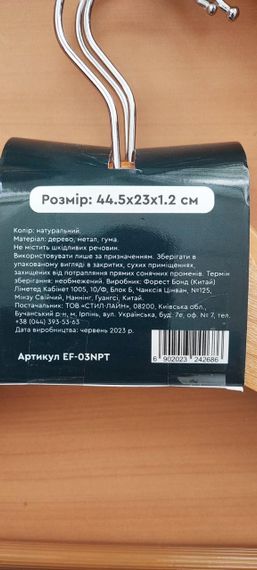 Розмір: 44.5x23x1.2 см
Колір: натуральний.
Матеріал: дерево, метал, гума.
Не містить шкідливих речовин.
Використовувати лише за призначенням. Зберігати в
упакованому вигляді в закритих, сухих приміщеннях,
захищених від потрапляння прямих сонячних променів. Термін
зберігання: необмежений. Виробник: Форест Бонд (Китай)
Лімітед Кабінет 1005, 10/Ф, Блок Б, Чансісія Цінван, №125,
Мінзу Свійчий, Наннінг, Гуангсі, Китай.
Постачальник: ТОВ «СТИЛ-ЛАЙН», 08205, Київська обл.,
Бучанський р-н, м, Ірпінь, вул. Українська, буд. 7е, оф. № 7, тел.
+38 (044) 393-53-63
Дата виробництва: червень 2023 р.
Артикул EF-03NPT
6 902023 242686